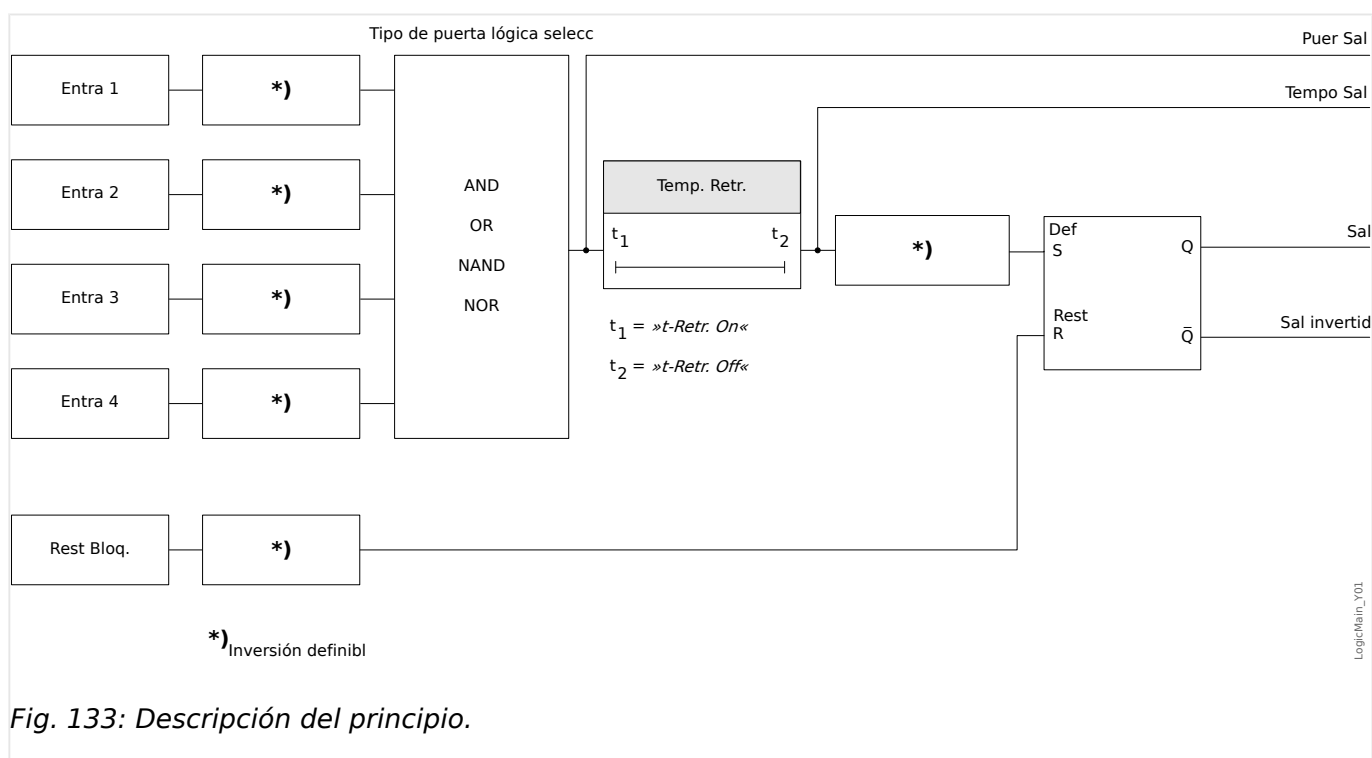 Tipo de puerta lógica selecc
Puer Sal
Entra 1
*)
Tempo Sal
Entra 2
*)
AND
OR
NAND
NOR
Temp. Retr.
t1
t2
*)
Def
S
Q
Sal
Entra 3
*)
t1 = »t-Retr. On«
t2 = »t-Retr. Off«
Rest
R
Q̄
Sal invertid
Entra 4
*)
Rest Bloq.
*)
*)Inversión definibl
LogicMain_Y01
Fig. 133: Descripción del principio.